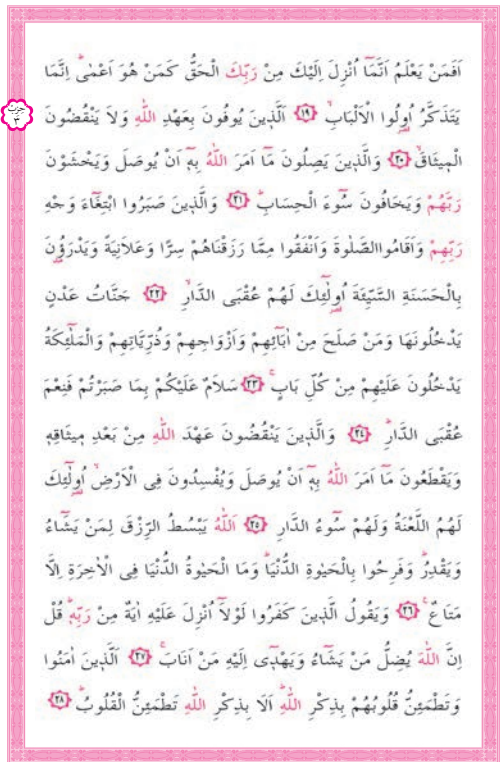 اَفَمَنْ يَعْلَمُ اَنَّمَٓا اُنْزِلَ اِلَيْكَ مِنْ رَبِّكَ الْحَقُّ كَمَنْ هُوَ اَعْمٰىۜ اِنَّمَا
يَتَذَكَّرُ اُو۬لُوا الْاَلْبَابِۙ ﴿١٩﴾ اَلَّذ۪ينَ يُوفُونَ بِعَهْدِ اللّٰهِ وَلَا يَنْقُضُونَ
حزب ٣
الْم۪يثَاقَۙ ﴿٢٠﴾ وَالَّذ۪ينَ يَصِلُونَ مَٓا اَمَرَ اللّٰهُ بِه۪ٓ اَنْ يُوصَلَ وَيَخْشَوْنَ
رَبَّهُمْ وَيَخَافُونَ سُٓوءَ الْحِسَابِۜ ﴿٢١﴾ وَالَّذ۪ينَ صَبَرُوا ابْتِغَٓاءَ وَجْهِ
رَبِّهِمْ وَاَقَامُوا الصَّلٰوةَ وَاَنْفَقُوا مِمَّا رَزَقْنَاهُمْ سِرًّا وَعَلَانِيَةً وَيَدْرَؤُ۫نَ
بِالْحَسَنَةِ السَّيِّئَةَ اُو۬لٰٓئِكَ لَهُمْ عُقْبَى الدَّارِۙ ﴿٢٢﴾ جَنَّاتُ عَدْنٍ
يَدْخُلُونَهَا وَمَنْ صَلَحَ مِنْ اٰبَٓائِهِمْ وَاَزْوَاجِهِمْ وَذُرِّيَّاتِهِمْ وَالْمَلٰٓئِكَةُ
يَدْخُلُونَ عَلَيْهِمْ مِنْ كُلِّ بَابٍۚ ﴿٢٣﴾ سَلَامٌ عَلَيْكُمْ بِمَا صَبَرْتُمْ فَنِعْمَ
عُقْبَى الدَّارِۜ ﴿٢٤﴾ وَالَّذ۪ينَ يَنْقُضُونَ عَهْدَ اللّٰهِ مِنْ بَعْدِ م۪يثَاقِه۪
وَيَقْطَعُونَ مَٓا اَمَرَ اللّٰهُ بِه۪ٓ اَنْ يُوصَلَ وَيُفْسِدُونَ فِي الْاَرْضِۙ اُو۬لٰٓئِكَ
لَهُمُ اللَّعْنَةُ وَلَهُمْ سُٓوءُ الدَّارِ ﴿٢٥﴾ اَللّٰهُ يَبْسُطُ الرِّزْقَ لِمَنْ يَشَٓاءُ
وَيَقْدِرُۜ وَفَرِحُوا بِالْحَيٰوةِ الدُّنْيَاۜ وَمَا الْحَيٰوةُ الدُّنْيَا فِي الْاٰخِرَةِ اِلَّا
مَتَاعٌ۟ ﴿٢٦﴾ وَيَقُولُ الَّذ۪ينَ كَفَرُوا لَوْلَٓا اُنْزِلَ عَلَيْهِ اٰيَةٌ مِنْ رَبِّه۪ۜ قُلْ
اِنَّ اللّٰهَ يُضِلُّ مَنْ يَشَٓاءُ وَيَهْد۪ٓي اِلَيْهِ مَنْ اَنَابَۚ ﴿٢٧﴾ اَلَّذ۪ينَ اٰمَنُوا
وَتَطْمَئِنُّ قُلُوبُهُمْ بِذِكْرِ اللّٰهِۜ اَلَا بِذِكْرِ اللّٰهِ تَطْمَئِنُّ الْقُلُوبُۜ ﴿٢٨﴾